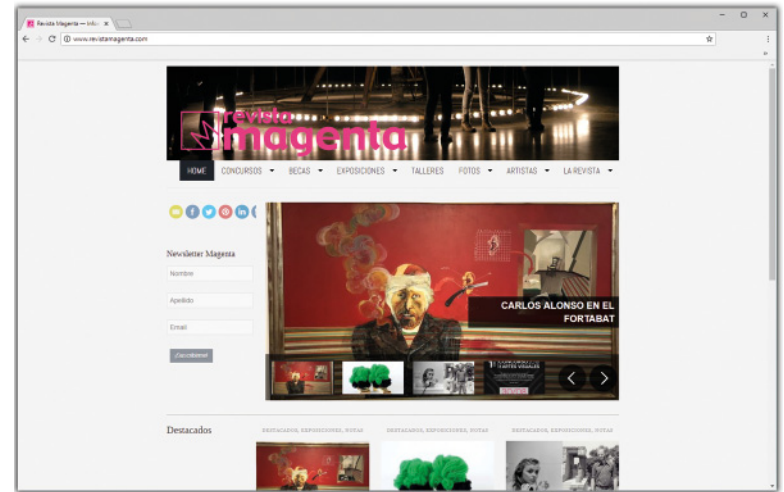 Revista Magenta — Info
www.revistamagenta.com
revista
magenta
HOME CONCURSOS BECAS EXPOSICIONES TALLERES FOTOS ARTISTAS LA REVISTA
CARLOS ALONSO EN EL
FORTABAT
Newsletter Magenta
Nombre
Apellido
Email
¡Suscribirme!
Destacados
DESTACADOS, EXPOSICIONES, NOTAS
DESTACADOS, EXPOSICIONES, NOTAS
DESTACADOS, EXPOSICIONES, NOTAS